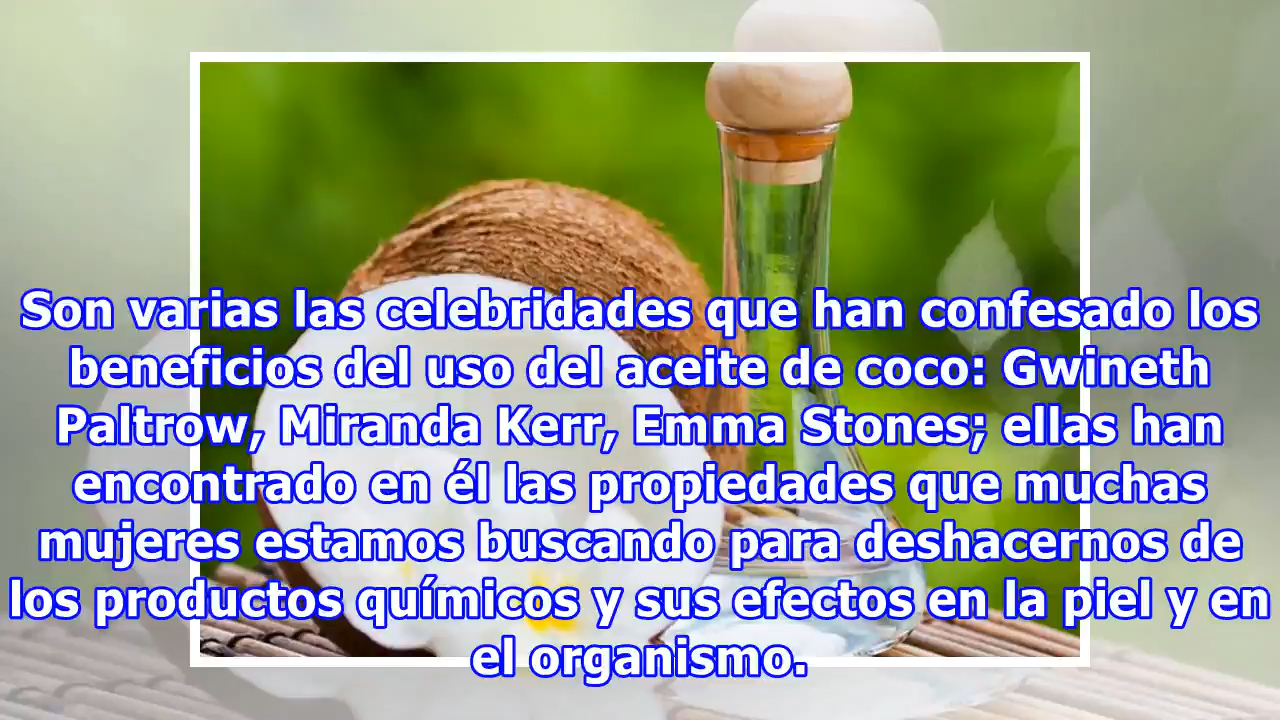 Son varias las celebridades que han confesado los
beneficios del uso del aceite de coco: Gwineth
Paltrow, Miranda Kerr, Emma Stones; ellas han
encontrado en él las propiedades que muchas
mujeres estamos buscando para deshacernos de
los productos químicos y sus efectos en la piel y en
el organismo.